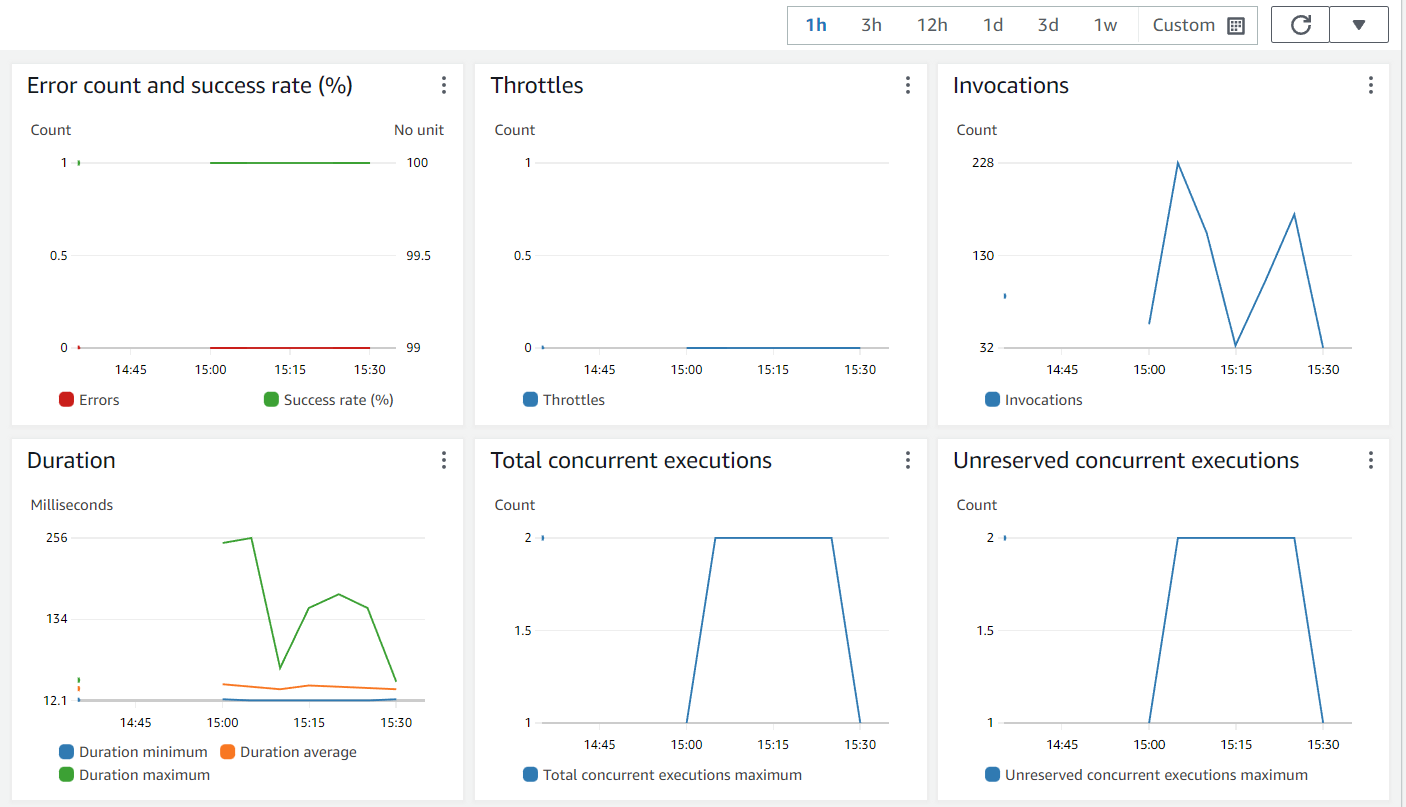 1h 3h 12h 1d 3d 1w Custom
Error count and success rate (%)
Count No unit
1 100
0.5 99.5
0 99
14:45 15:00 15:15 15:30
Errors Success rate (%)
Throttles
Count
1
0.5
0
14:45 15:00 15:15 15:30
Throttles
Invocations
Count
228
130
32
14:45 15:00 15:15 15:30
Invocations
Duration
Milliseconds
256
134
12.1
14:45 15:00 15:15 15:30
Duration minimum Duration average
Duration maximum
Total concurrent executions
Count
2
1.5
1
14:45 15:00 15:15 15:30
Total concurrent executions maximum
Unreserved concurrent executions
Count
2
1.5
1
14:45 15:00 15:15 15:30
Unreserved concurrent executions maximum